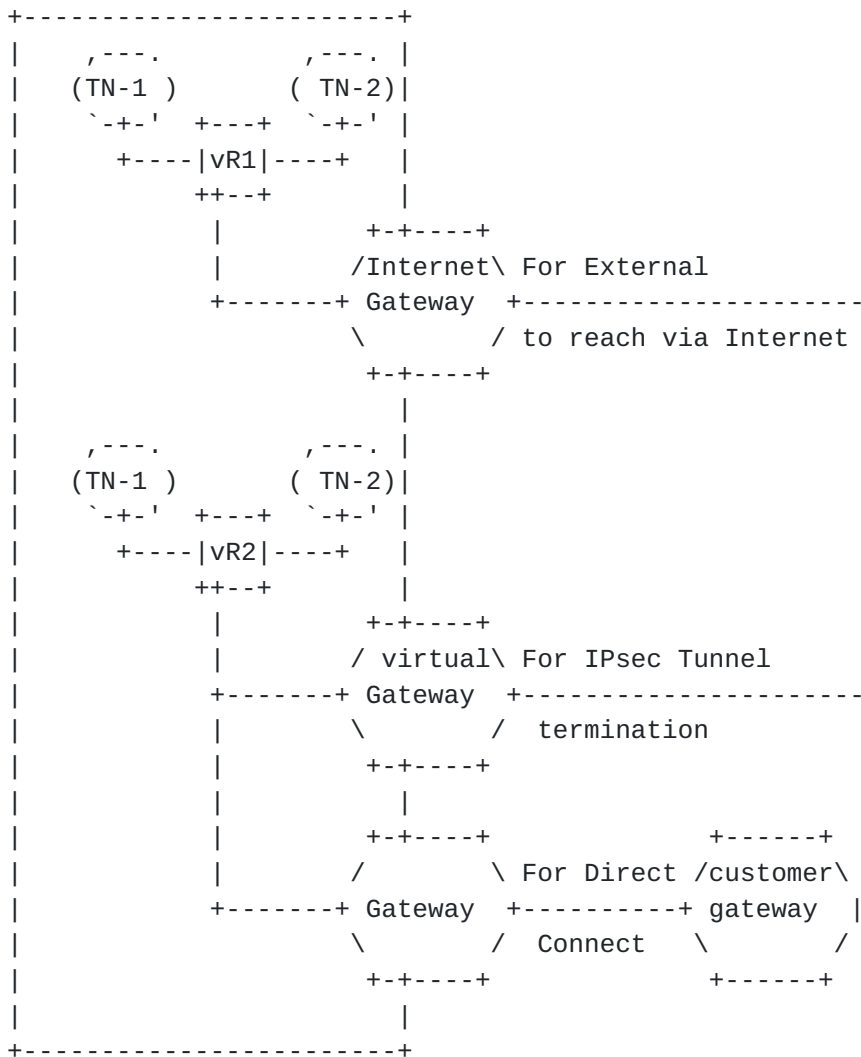 (TN-1 ) ( TN-2)
vR1
Internet For External
Gateway
to reach via Internet
(TN-1 ) ( TN-2)
vR2
virtual For IPsec Tunnel
Gateway
termination
For Direct customer
Gateway gateway
Connect